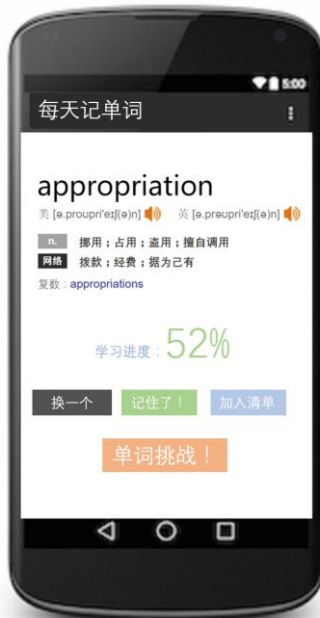 5:00
每天记单词
appropriation
美 [ə.proupri'eɪʃ(ə)n] 英 [ə.prəupri'eɪʃ(ə)n]
n. 挪用；占用；盗用；擅自调用
网络 拨款；经费；据为己有
复数：appropriations
学习进度：52%
换一个 记住了！ 加入清单
单词挑战！